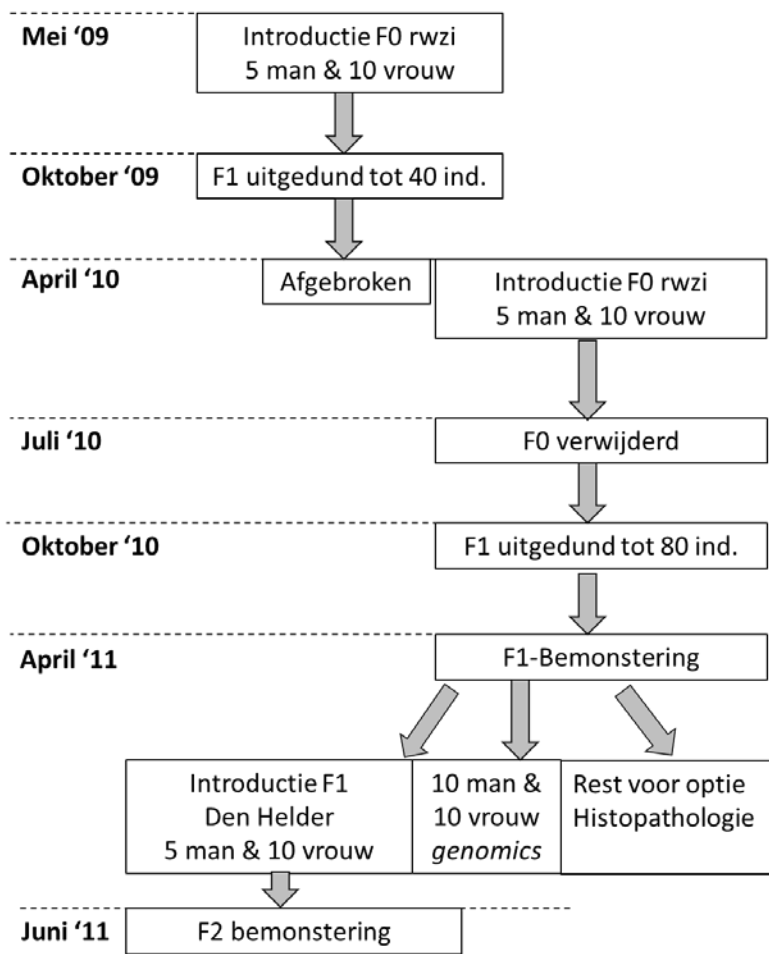 Mei ‘09
Introductie F0 rwzi
5 man & 10 vrouw
Oktober ‘09
F1 uitgedund tot 40 ind.
April ‘10
Afgebroken
Introductie F0 rwzi
5 man & 10 vrouw
Juli ‘10
F0 verwijderd
Oktober ‘10
F1 uitgedund tot 80 ind.
April ‘11
F1-Bemonstering
Introductie F1
Den Helder
5 man & 10 vrouw
10 man &
10 vrouw
genomics
Rest voor optie
Histopathologie
Juni ‘11
F2 bemonstering